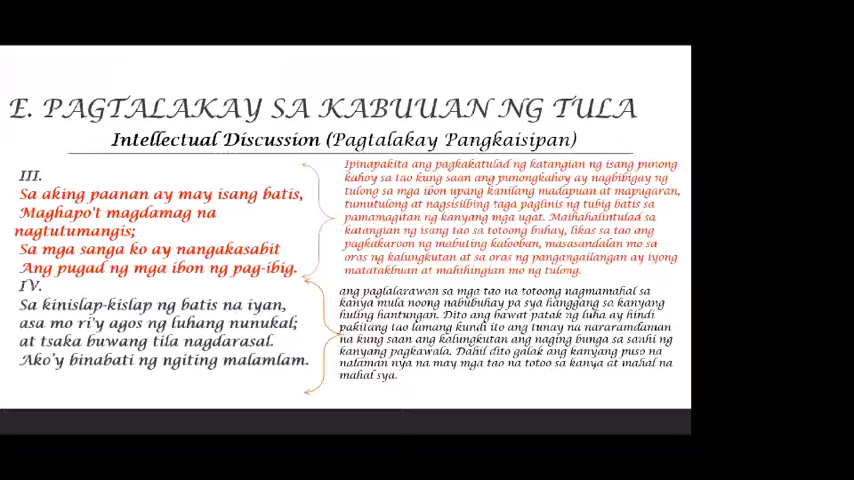 E. PAGTALAKAY SA KABUUAN NG TULA
Intellectual Discussion (Pagtalakay Pangkaisipan)
III.
Sa aking paanan ay may isang batis,
Maghapo't magdamag na
nagtutumangis;
Sa mga sanga ko ay nangakasabit
Ang pugad ng mga ibon ng pag-ibig.
IV.
Sa kinislap-kislap ng batis na iyan,
asa mo ri'y agos ng luhang nunukal;
at tsaka buwang tila nagdarasal.
Ako'y binabati ng ngiting malamlam.
Ipinapakita ang pagkakatulad ng katangian ng isang punong
kahoy sa tao kung saan ang punongkahoy ay nagbibigay ng
tulong sa mga ibon upang kanilang madapuan at mapugaran,
tumutulong at nagsisilbing taga paglinis ng tubig batis sa
pamamagitan ng kanyang mga ugat. Maihahalintulad sa
katangian ng isang tao sa totoong buhay, likas sa tao ang
pagkakaroon ng mabuting kalooban, masasandalan mo sa
oras ng kalungkutan at sa oras ng pangangailangan ay iyong
matatakbuan at mahihingian mo ng tulong.
ang paglalarawan sa mga tao na totoong nagmamahal sa
kanya mula noong nabubuhay pa sya hanggang sa kanyang
huling hantungan. Dito ang bawat patak ng luha ay hindi
pakitang tao lamang kundi ito ang tunay na nararamdaman
na kung saan ang kalungkutan ang naging bunga sa sanhi ng
kanyang pagkawala. Dahil dito galak ang kanyang puso na
nalaman nya na may mga tao na totoo sa kanya at mahal na
mahal sya.